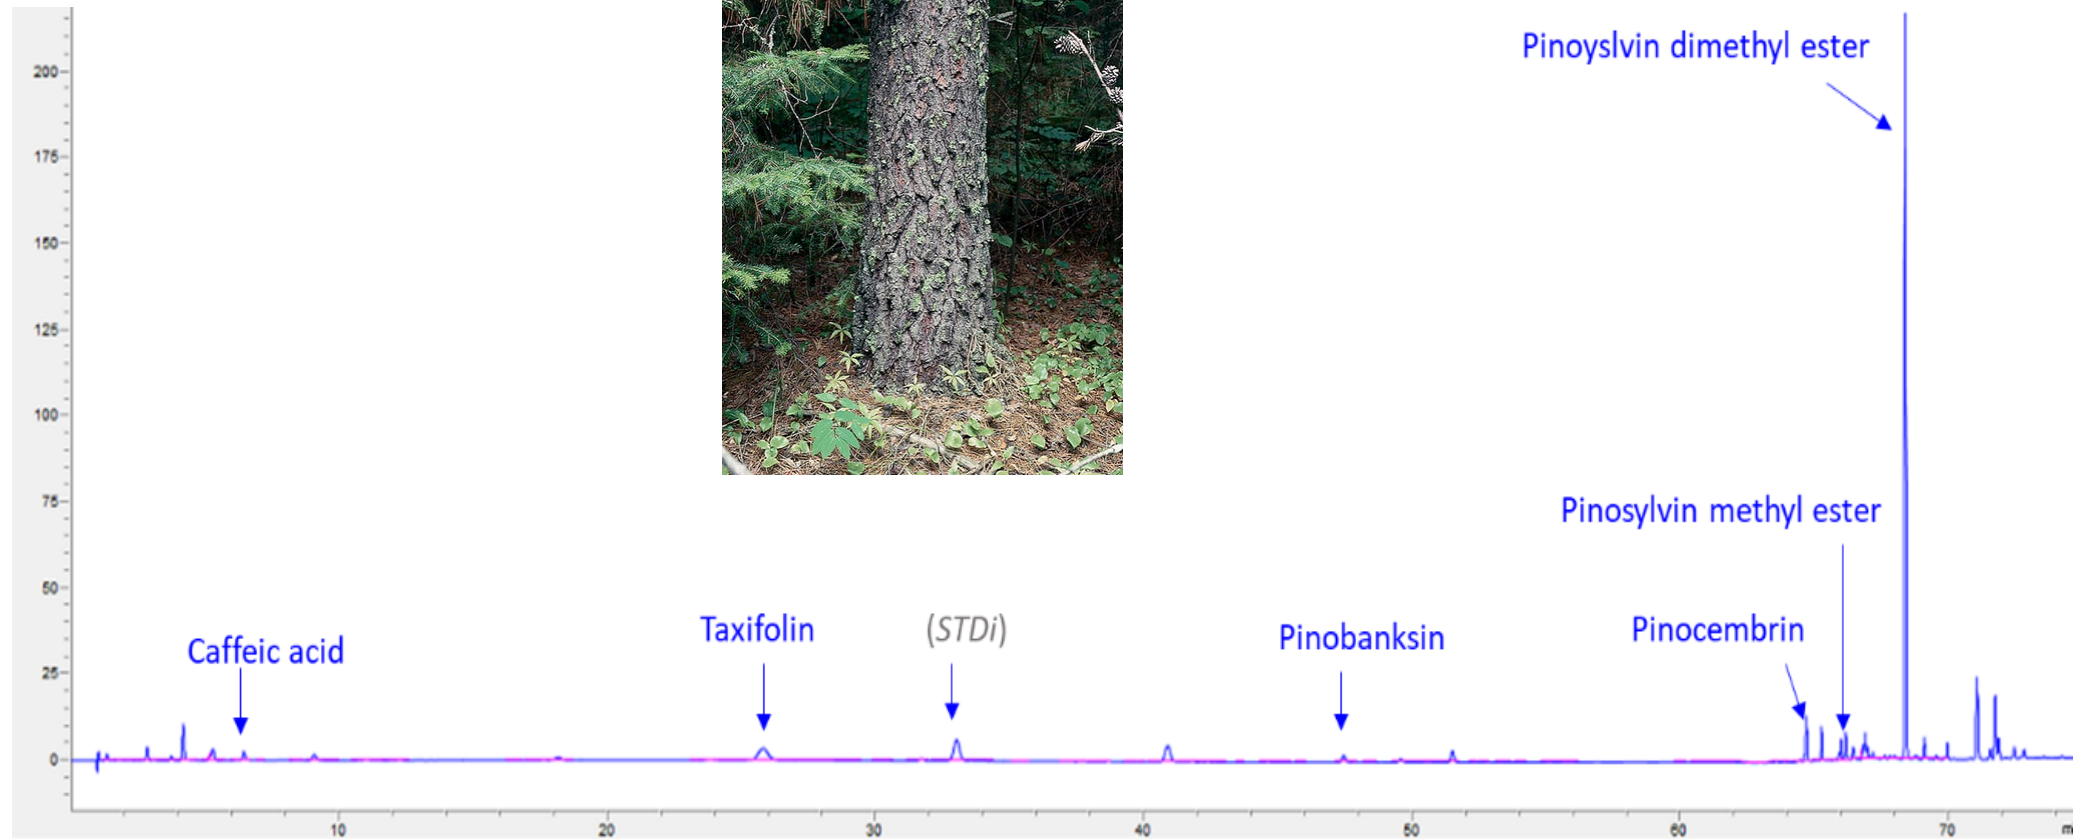 Pinoyslvin dimethyl ester
200
175
150
125
100
75
Pinosylvin methyl ester
50
Caffeic acid
Taxifolin
(STDi)
Pinobanksin
Pinocembrin
25
0
10
20
30
40
50
60
70